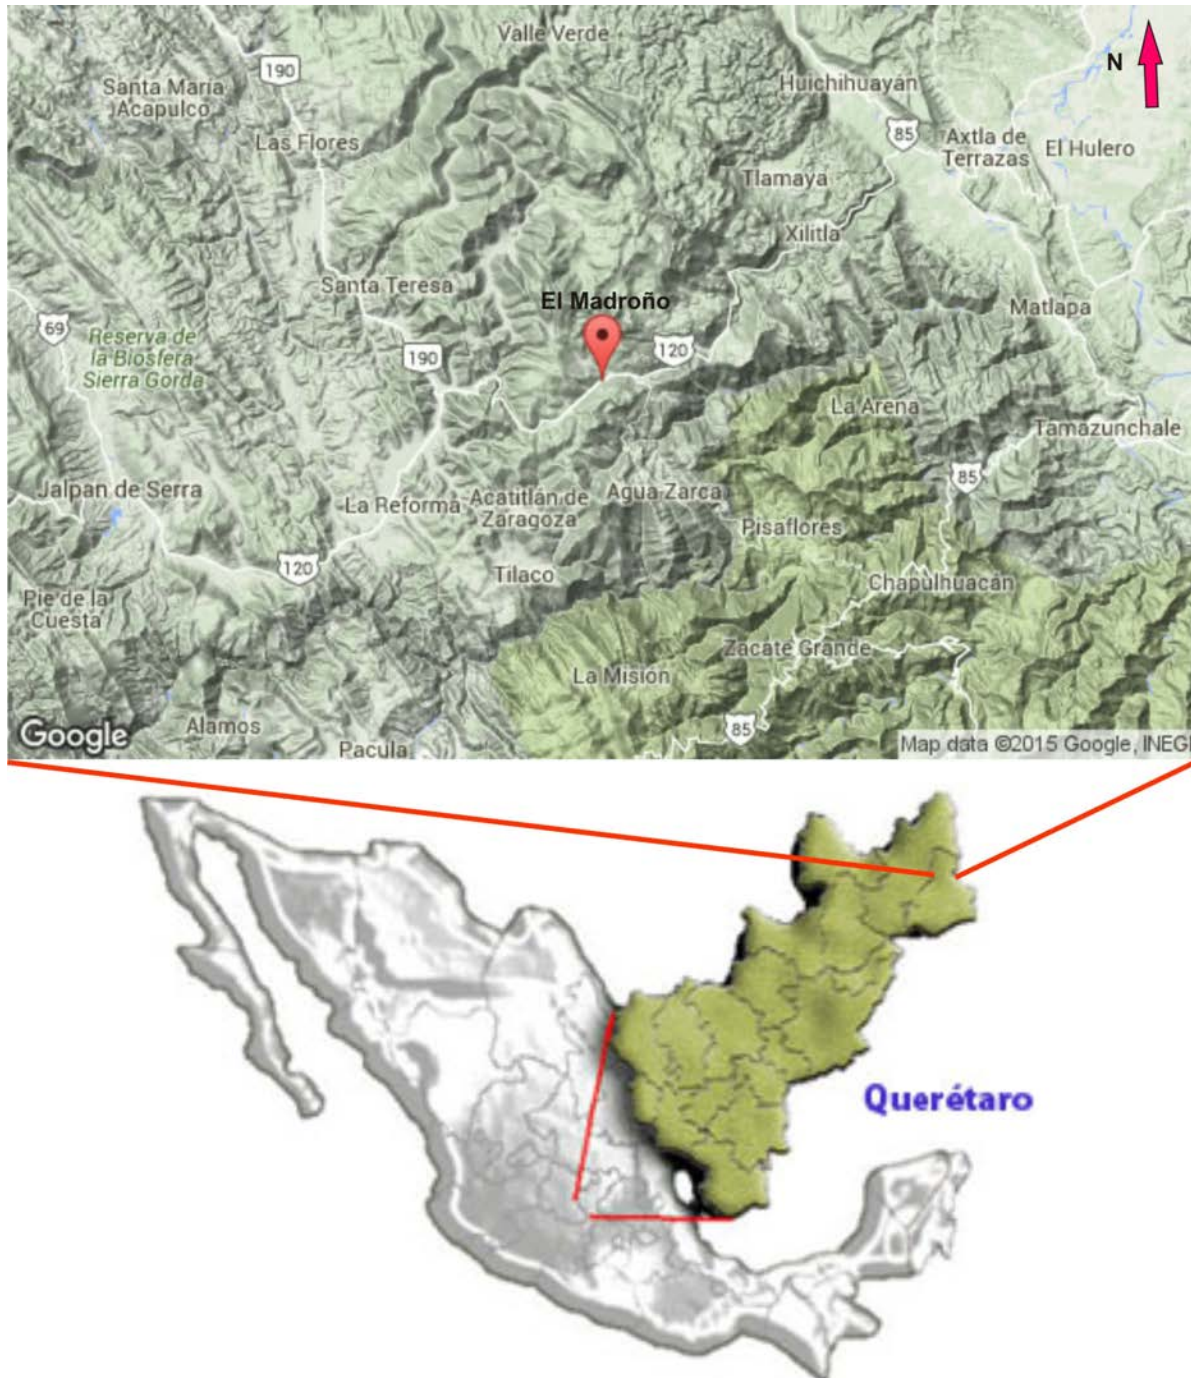 Valle Verde
N
190
Huichihuayán
Santa María
Acapulco
Las Flores
85
Axtla de
Terrazas
El Hulero
Tlamaya
Xilitla
Santa Teresa
El Madroño
Matlapa
69
Reserva de
la Biosfera
Sierra Gorda
190
120
La Arena
Tamazunchale
85
Jalpan de Serra
La Reforma
Acatitlán de
Zaragoza
Agua Zarca
Pisaflores
120
Tilaco
Chapulhuacán
Pie de la
Cuesta
Zacate Grande
La Misión
Alamos
85
Google
Pacula
Map data ©2015 Google, INEGI
Querétaro